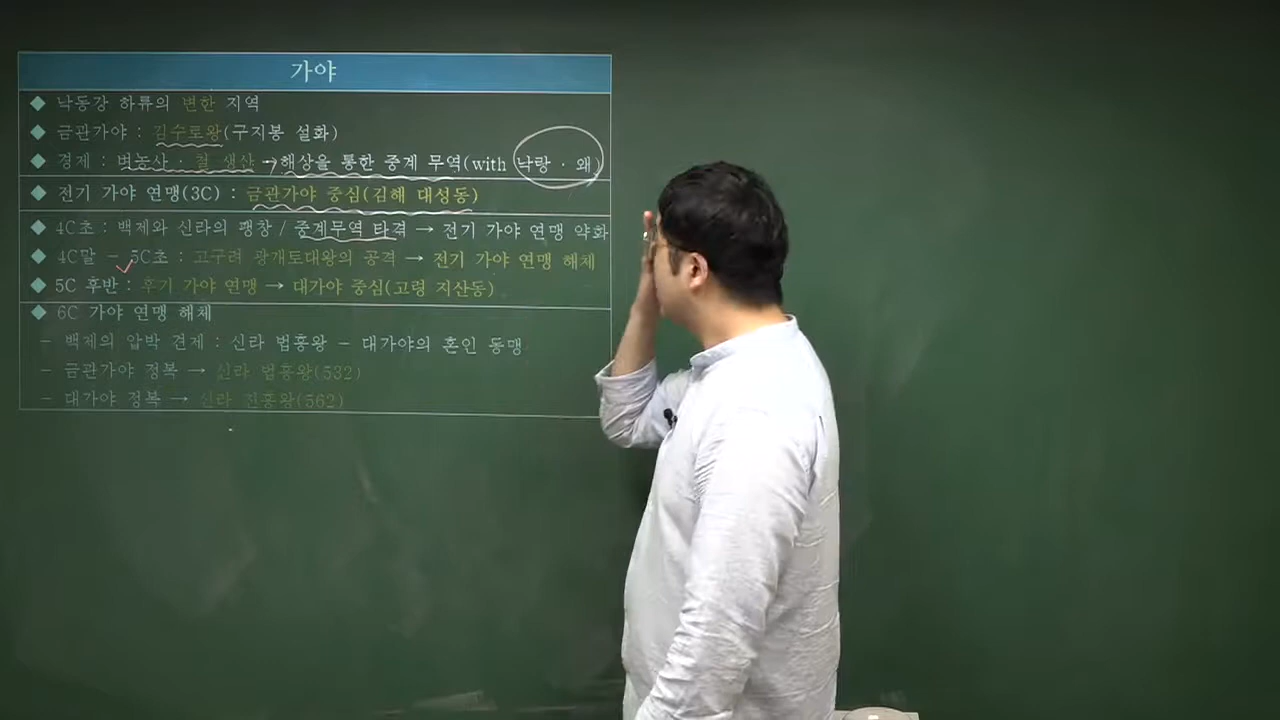 가야
◆ 낙동강 하류의 변한 지역
◆ 금관가야 : 김수로왕(구지봉 설화)
◆ 경제 : 벼농사 · 철 생산 → 해상을 통한 중계 무역(with 낙랑 · 왜)
◆ 전기 가야 연맹(3C) : 금관가야 중심(김해 대성동)
◆ 4C초 : 백제와 신라의 팽창 / 중계무역 타격 → 전기 가야 연맹 약화
◆ 4C말 - 5C초 : 고구려 광개토대왕의 공격 → 전기 가야 연맹 해체
◆ 5C 후반 : 후기 가야 연맹 → 대가야 중심(고령 지산동)
◆ 6C 가야 연맹 해체
- 백제의 압박 견제 : 신라 법흥왕 - 대가야의 혼인 동맹
- 금관가야 정복 → 신라 법흥왕(532)
- 대가야 정복 → 신라 진흥왕(562)